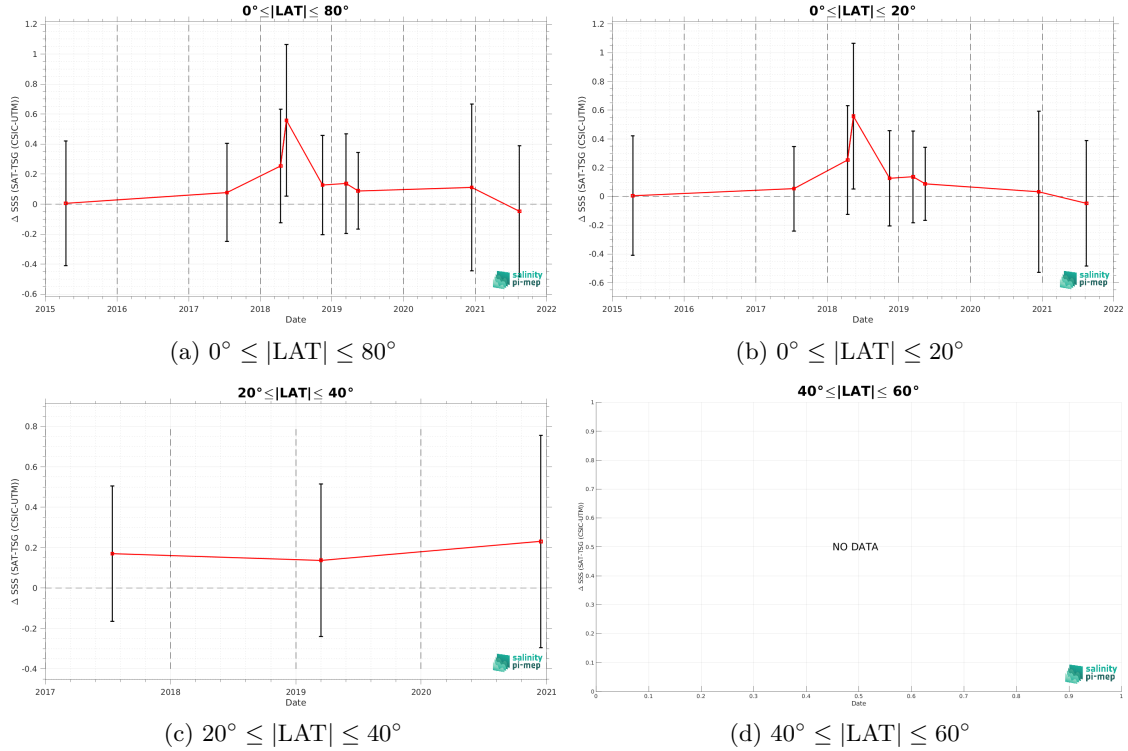 0°≤|LAT|≤ 80°
Δ SSS (SAT-TSG (CSIC-UTM))
1.2
1
0.8
0.6
0.4
0.2
0
-0.2
-0.4
-0.6
2015 2016 2017 2018 2019 2020 2021 2022
Date
salinity
pi-mep
(a) 0° ≤ |LAT| ≤ 80°
0°≤|LAT|≤ 20°
Δ SSS (SAT-TSG (CSIC-UTM))
1.2
1
0.8
0.6
0.4
0.2
0
-0.2
-0.4
-0.6
2015 2016 2017 2018 2019 2020 2021 2022
Date
salinity
pi-mep
(b) 0° ≤ |LAT| ≤ 20°
20°≤|LAT|≤ 40°
Δ SSS (SAT-TSG (CSIC-UTM))
0.8
0.6
0.4
0.2
0
-0.2
-0.4
2017 2018 2019 2020 2021
Date
salinity
pi-mep
(c) 20° ≤ |LAT| ≤ 40°
40°≤|LAT|≤ 60°
Δ SSS (SAT-TSG (CSIC-UTM))
1
0.9
0.8
0.7
0.6
0.5
0.4
0.3
0.2
0.1
0
NO DATA
0 0.1 0.2 0.3 0.4 0.5 0.6 0.7 0.8 0.9 1
Date
salinity
pi-mep
(d) 40° ≤ |LAT| ≤ 60°